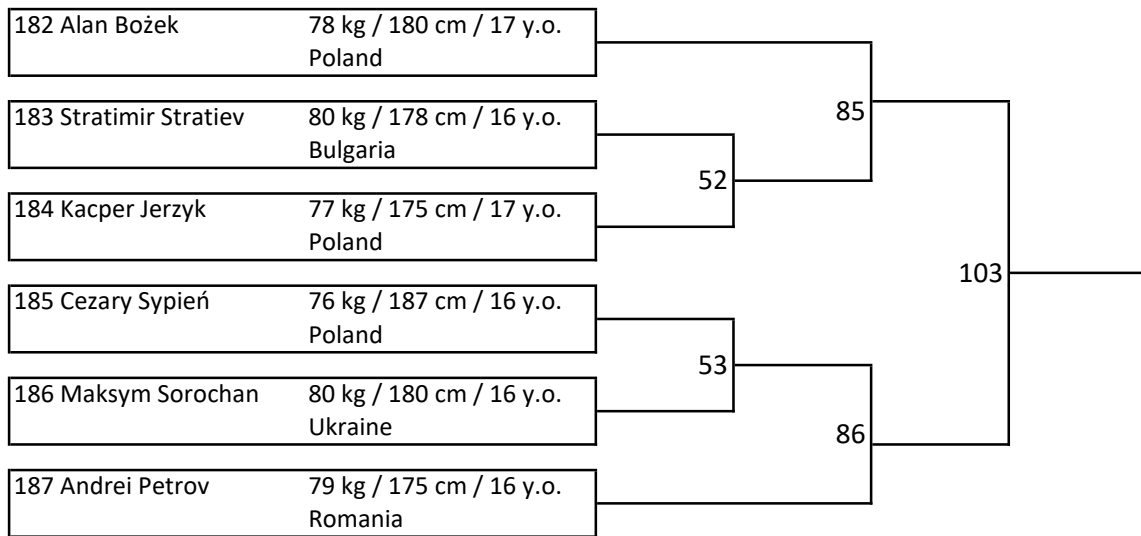 182 Alan Bożek 78 kg / 180 cm / 17 y.o.
Poland
85
183 Stratimir Stratiev 80 kg / 178 cm / 16 y.o.
Bulgaria
52
184 Kacper Jerzyk 77 kg / 175 cm / 17 y.o.
Poland
103
185 Cezary Sypień 76 kg / 187 cm / 16 y.o.
Poland
53
186 Maksym Sorochan 80 kg / 180 cm / 16 y.o.
Ukraine
86
187 Andrei Petrov 79 kg / 175 cm / 16 y.o.
Romania